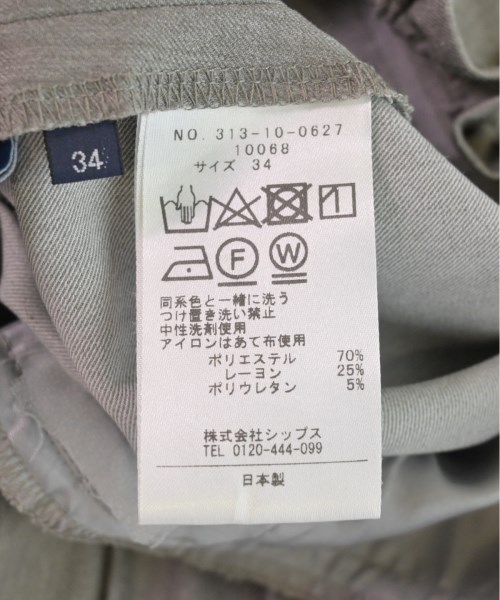 34
NO. 313-10-0627
10068
サイズ 34
F
W
同系色と一緒に洗う
つけ置き洗い禁止
中性洗剤使用
アイロンはあて布使用
ポリエステル 70%
レーヨン 25%
ポリウレタン 5%
株式会社シップス
TEL 0120-444-099
日本製